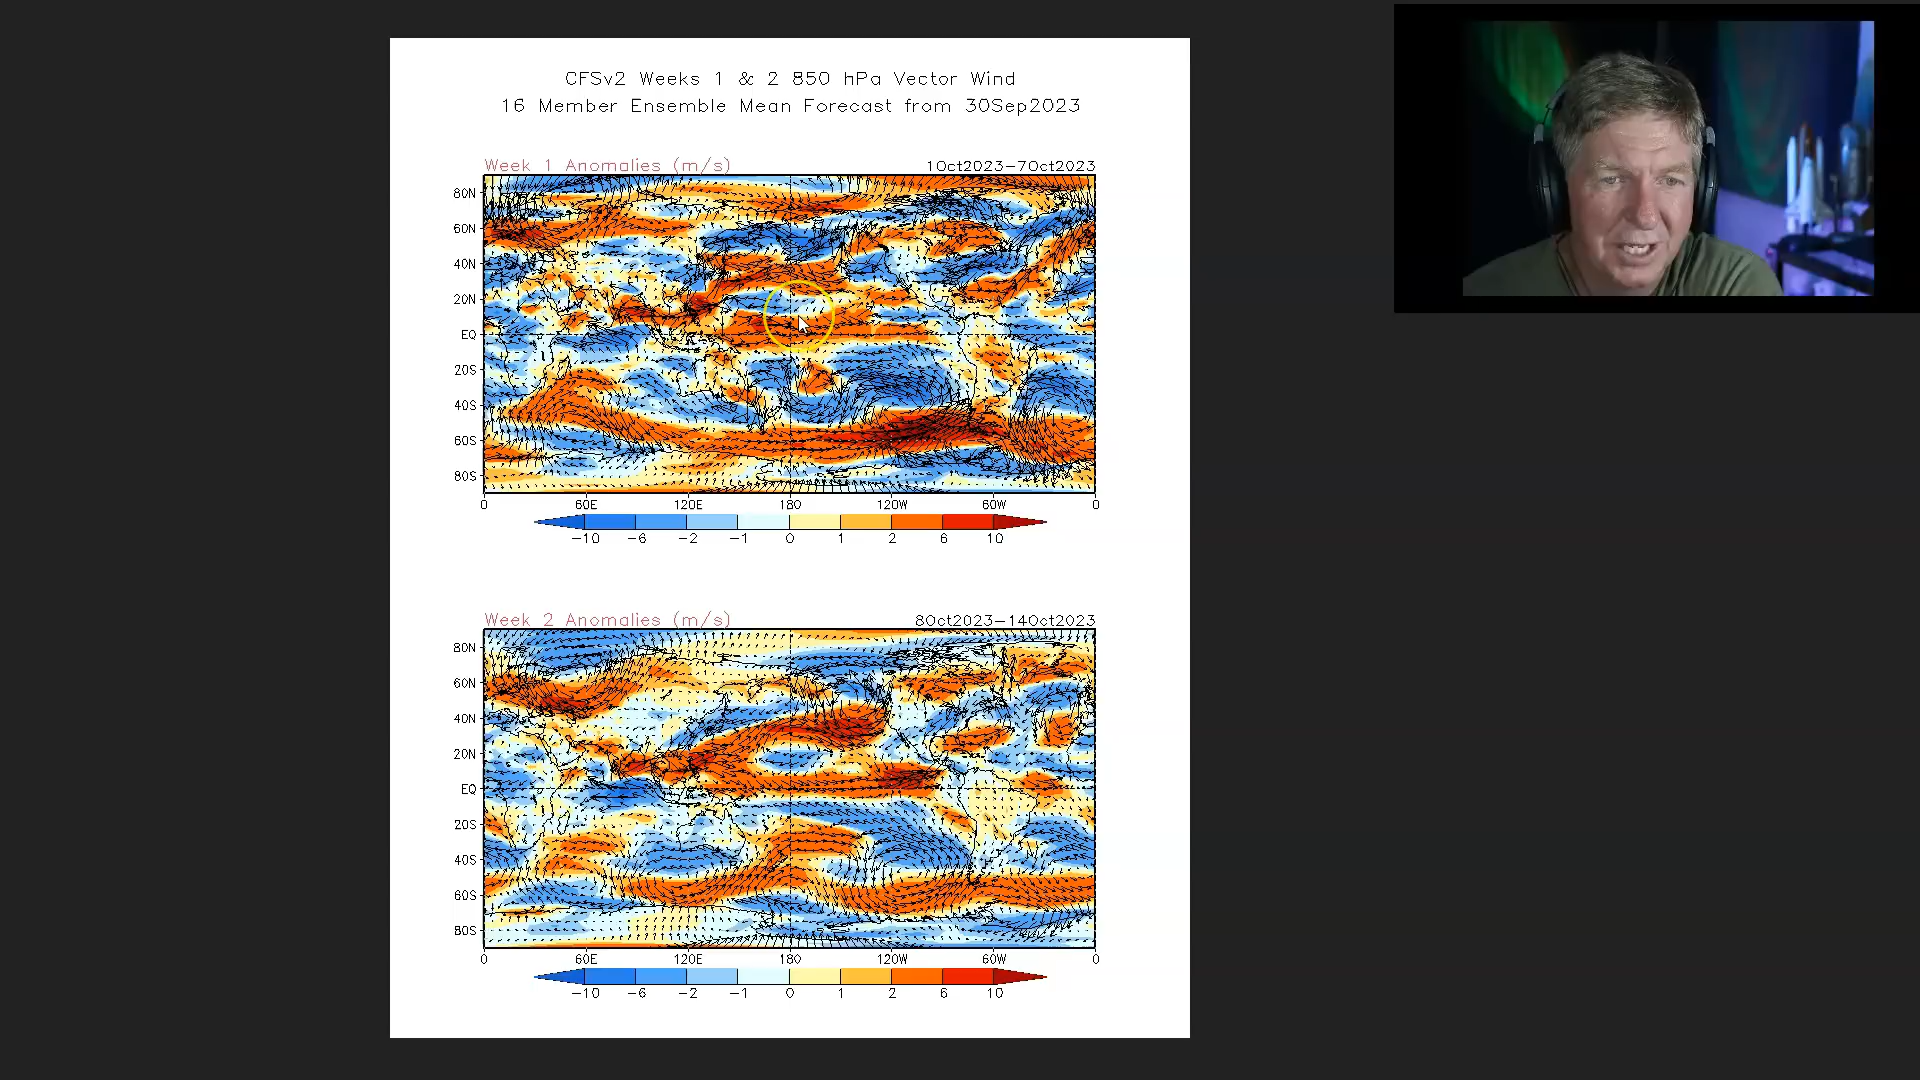 CFSv2 Weeks 1 & 2 850 hPa Vector Wind
16 Member Ensemble Mean Forecast from 30Sep2023
Week 1 Anomalies (m/s) 1Oct2023-7Oct2023
80N
60N
40N
20N
EQ
20S
40S
60S
80S
0 60E 120E 180 120W 60W 0
-10 -6 -2 -1 0 1 2 6 10
Week 2 Anomalies (m/s) 8Oct2023-14Oct2023
80N
60N
40N
20N
EQ
20S
40S
60S
80S
0 60E 120E 180 120W 60W 0
-10 -6 -2 -1 0 1 2 6 10